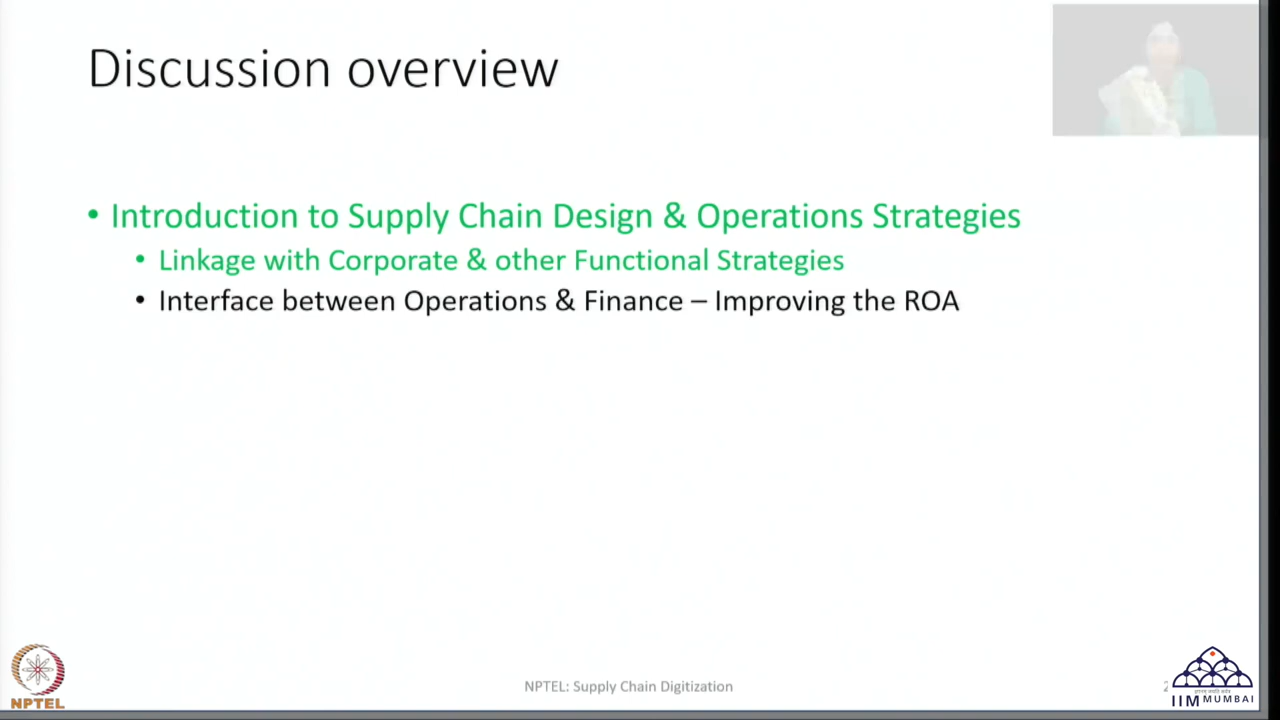 Discussion overview
• Introduction to Supply Chain Design & Operations Strategies
• Linkage with Corporate & other Functional Strategies
• Interface between Operations & Finance – Improving the ROA
NPTEL
NPTEL: Supply Chain Digitization
IIM MUMBAI